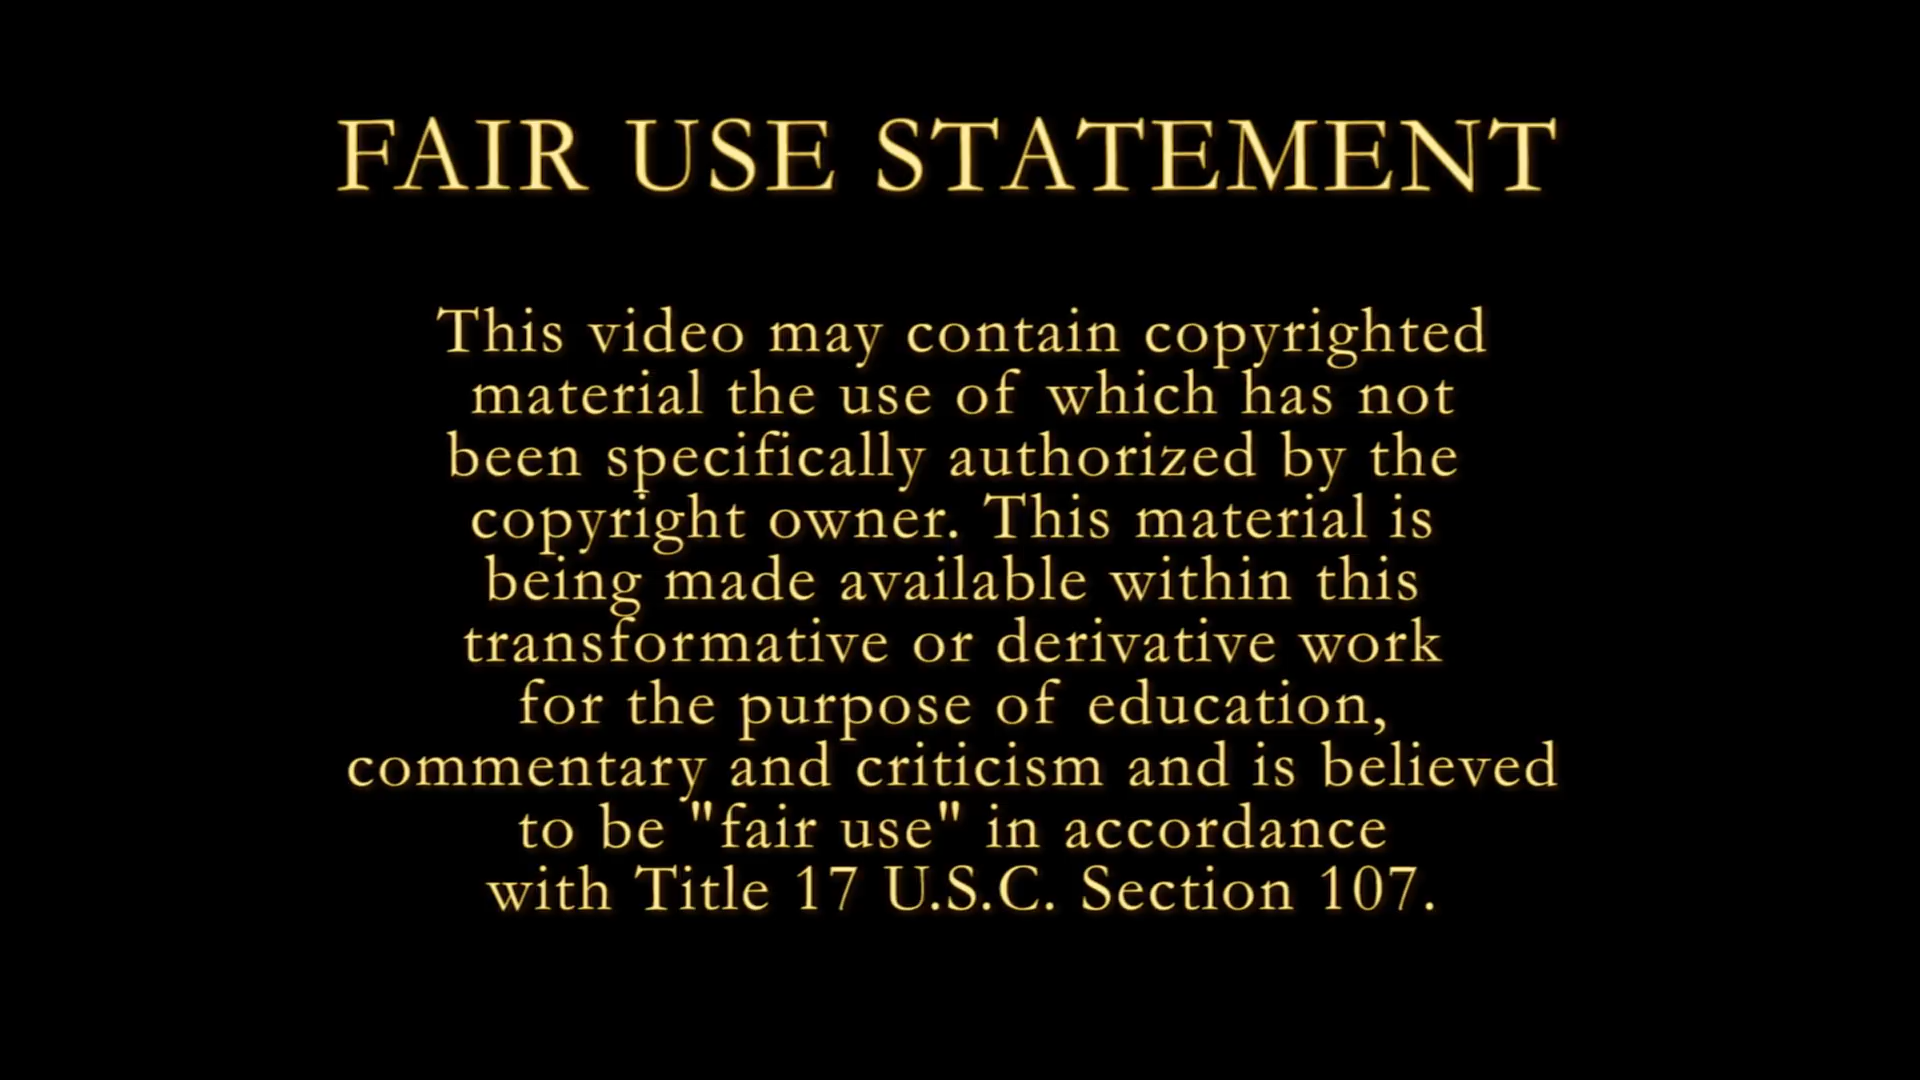 FAIR USE STATEMENT
This video may contain copyrighted
material the use of which has not
been specifically authorized by the
copyright owner. This material is
being made available within this
transformative or derivative work
for the purpose of education,
commentary and criticism and is believed
to be "fair use" in accordance
with Title 17 U.S.C. Section 107.